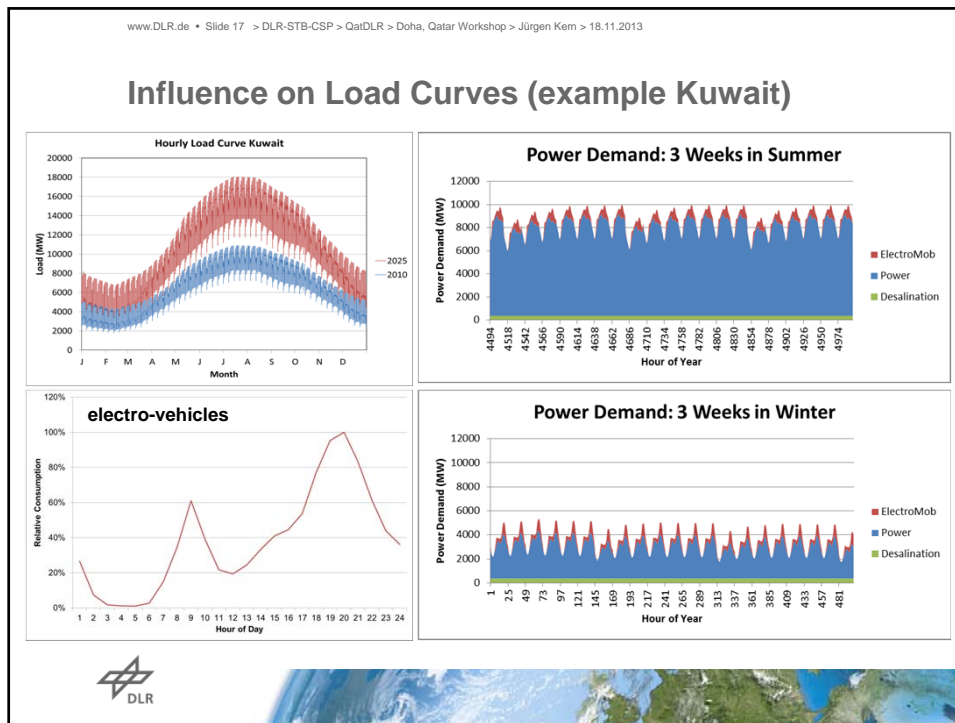 www.DLR.de • Slide 17 > DLR-STB-CSP > QatDLR > Doha, Qatar Workshop > Jürgen Kern > 18.11.2013
Influence on Load Curves (example Kuwait)
Hourly Load Curve Kuwait
20000
18000
16000
14000
12000
10000
8000
6000
4000
2000
0
Load (MW)
J F M A M J J A S O N D
Month
2025
2010
Power Demand: 3 Weeks in Summer
12000
10000
8000
6000
4000
2000
0
Power Demand (MW)
4494 4518 4542 4566 4590 4614 4638 4662 4686 4710 4734 4758 4782 4806 4830 4854 4878 4902 4926 4950 4974
Hour of Year
ElectroMob
Power
Desalination
electro-vehicles
120%
100%
80%
60%
40%
20%
0%
Relative Consumption
1 2 3 4 5 6 7 8 9 10 11 12 13 14 15 16 17 18 19 20 21 22 23 24
Hour of Day
Power Demand: 3 Weeks in Winter
12000
10000
8000
6000
4000
2000
0
Power Demand (MW)
1 25 49 73 97 121 145 169 193 217 241 265 289 313 337 361 385 409 433 457 481
Hour of Year
ElectroMob
Power
Desalination
DLR